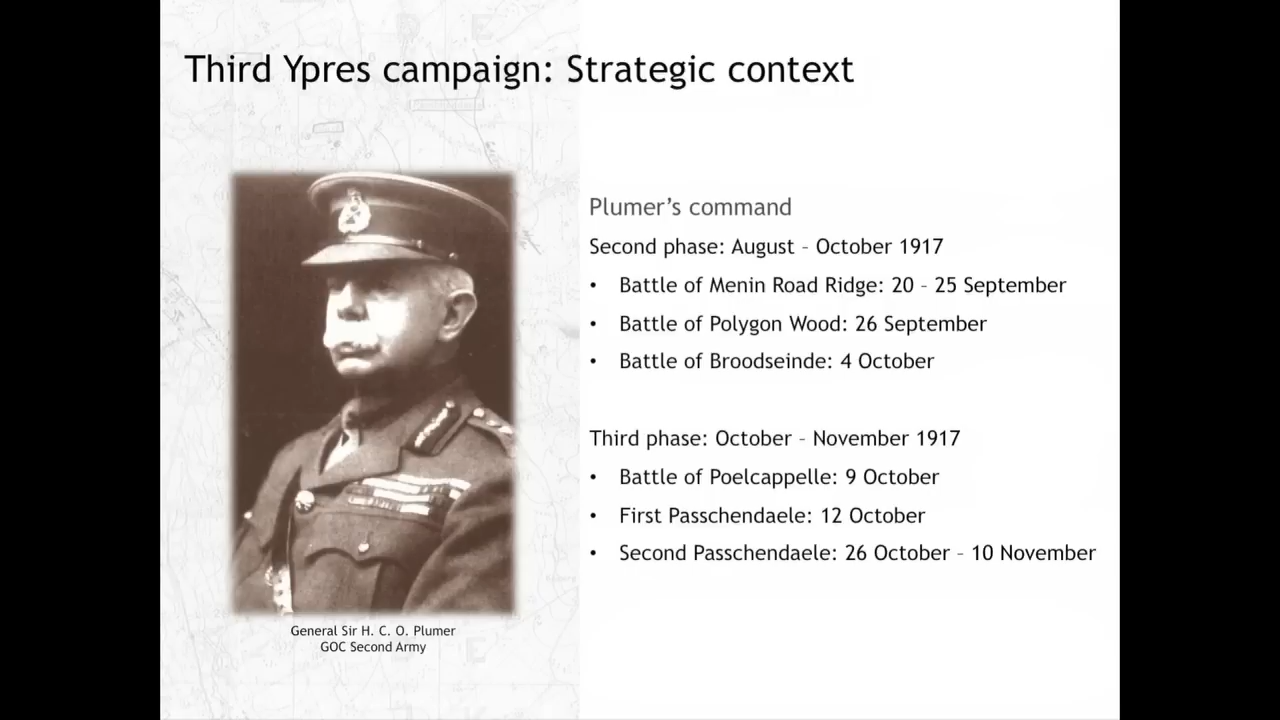 Third Ypres campaign: Strategic context
Plumer’s command
Second phase: August – October 1917
• Battle of Menin Road Ridge: 20 – 25 September
• Battle of Polygon Wood: 26 September
• Battle of Broodseinde: 4 October
Third phase: October – November 1917
• Battle of Poelcappelle: 9 October
• First Passchendaele: 12 October
• Second Passchendaele: 26 October – 10 November
General Sir H. C. O. Plumer
GOC Second Army